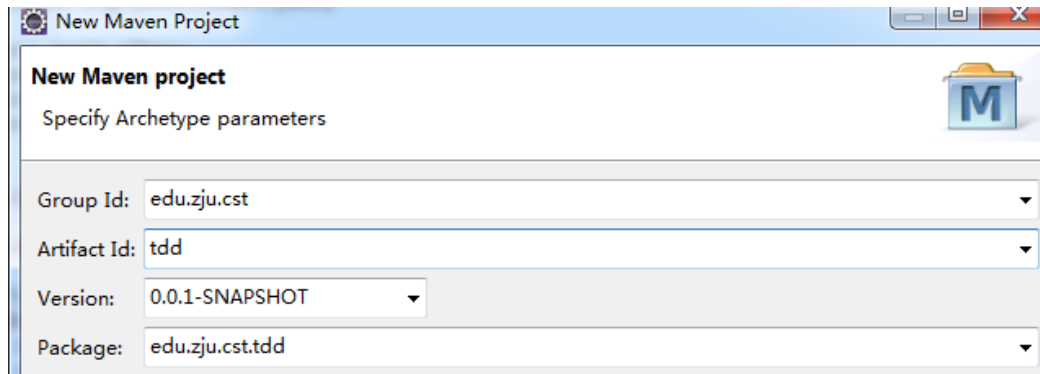 New Maven Project
New Maven project
Specify Archetype parameters
M
Group Id: edu.zju.cst
Artifact Id: tdd
Version: 0.0.1-SNAPSHOT
Package: edu.zju.cst.tdd